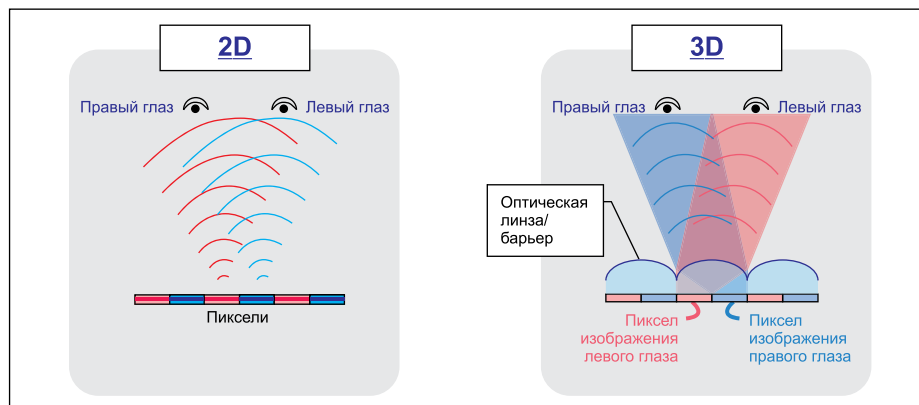 2D
Правый глаз
Левый глаз
Пиксели
3D
Правый глаз
Левый глаз
Оптическая
линза/
барьер
Пиксел
изображения
левого глаза
Пиксел
изображения
правого глаза